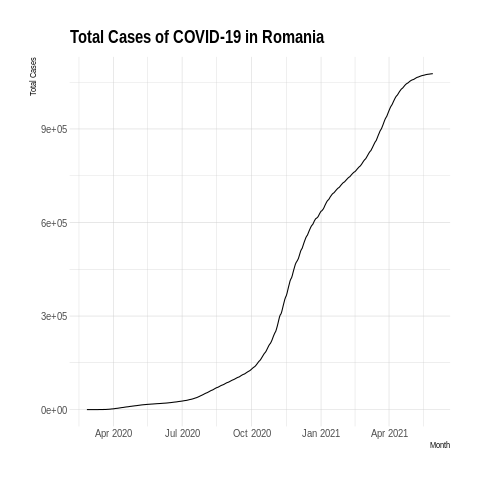 Total Cases of COVID-19 in Romania
Total Cases
9e+05
6e+05
3e+05
0e+00
Apr 2020 Jul 2020 Oct 2020 Jan 2021 Apr 2021
Month